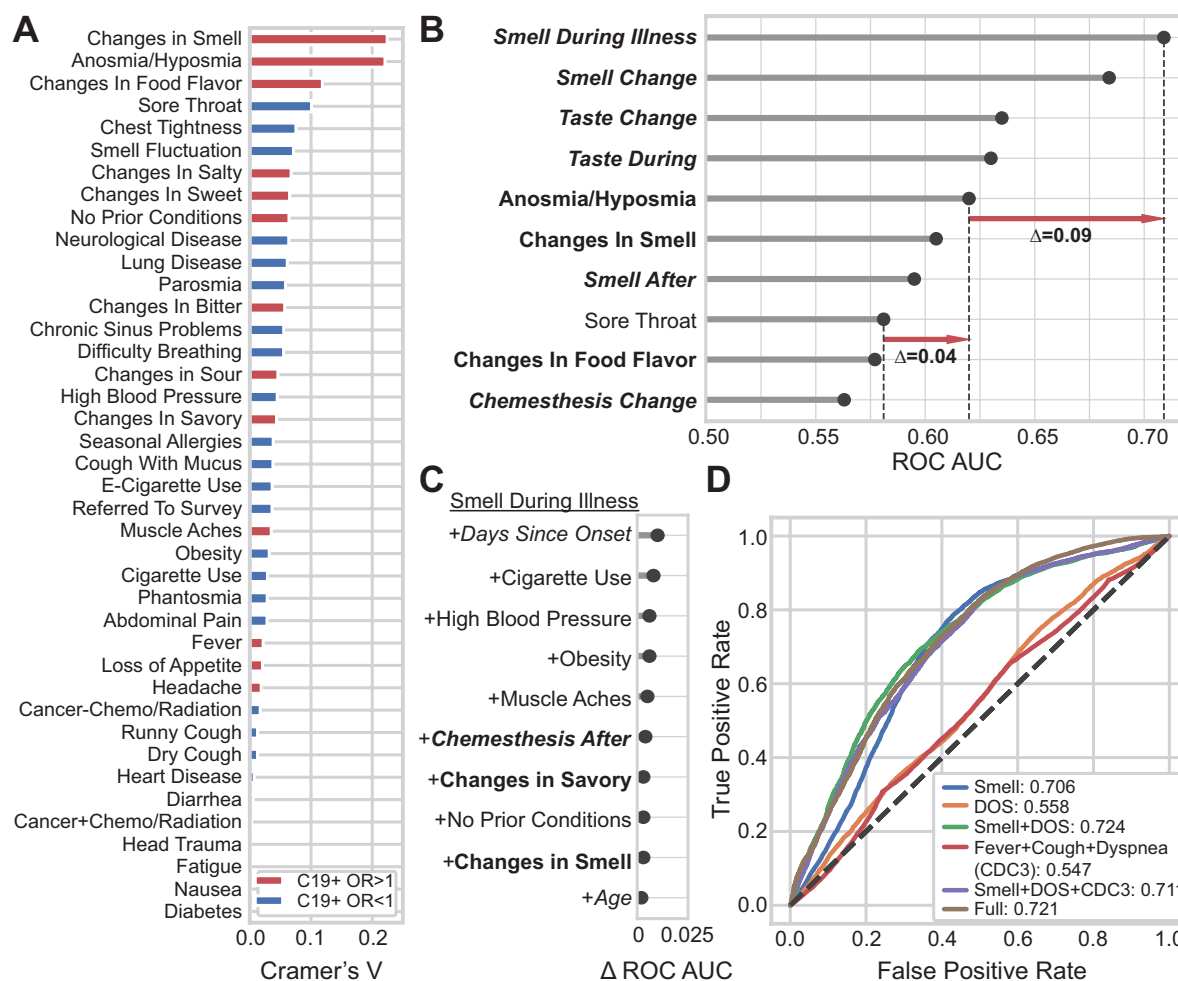 A
Changes in Smell
Anosmia/Hyposmia
Changes In Food Flavor
Sore Throat
Chest Tightness
Smell Fluctuation
Changes In Salty
Changes In Sweet
No Prior Conditions
Neurological Disease
Lung Disease
Parosmia
Changes In Bitter
Chronic Sinus Problems
Difficulty Breathing
Changes in Sour
High Blood Pressure
Changes In Savory
Seasonal Allergies
Cough With Mucus
E-Cigarette Use
Referred To Survey
Muscle Aches
Obesity
Cigarette Use
Phantosmia
Abdominal Pain
Fever
Loss of Appetite
Headache
Cancer-Chemo/Radiation
Runny Cough
Dry Cough
Heart Disease
Diarrhea
Cancer+Chemo/Radiation
Head Trauma
Fatigue
Nausea
Diabetes
C19+ OR>1
C19+ OR<1
0.0 0.1 0.2
Cramer's V
B
Smell During Illness
Smell Change
Taste Change
Taste During
Anosmia/Hyposmia
Changes In Smell
Smell After
Sore Throat
Changes In Food Flavor
Chemesthesis Change
Δ=0.09
Δ=0.04
0.50 0.55 0.60 0.65 0.70
ROC AUC
C
Smell During Illness
+Days Since Onset
+Cigarette Use
+High Blood Pressure
+Obesity
+Muscle Aches
+Chemesthesis After
+Changes in Savory
+No Prior Conditions
+Changes in Smell
+Age
0 0.025
Δ ROC AUC
D
True Positive Rate
1.0
0.8
0.6
0.4
0.2
0.0
Smell: 0.706
DOS: 0.558
Smell+DOS: 0.724
Fever+Cough+Dyspnea
(CDC3): 0.547
Smell+DOS+CDC3: 0.711
Full: 0.721
0.0 0.2 0.4 0.6 0.8 1.0
False Positive Rate